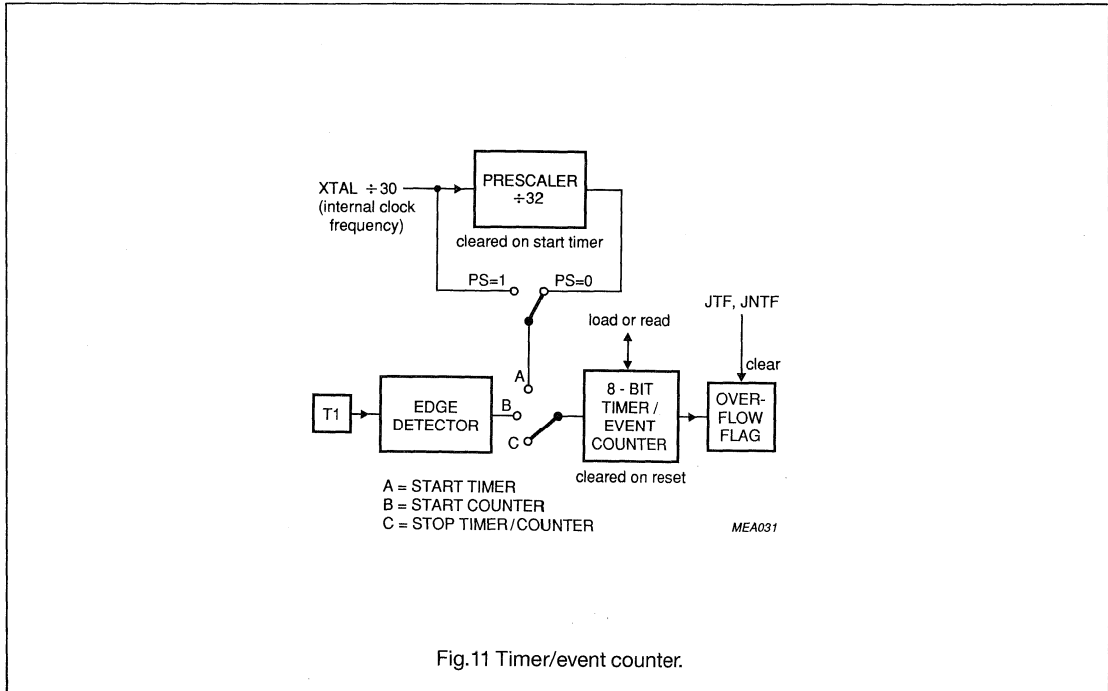 XTAL ÷30
(internal clock
frequency)
PRESCALER
÷32
cleared on start timer
PS=1
PS=0
JTF, JNTF
load or read
clear
A
B
C
T1
EDGE
DETECTOR
8 - BIT
TIMER /
EVENT
COUNTER
OVER-
FLOW
FLAG
cleared on reset
A = START TIMER
B = START COUNTER
C = STOP TIMER/COUNTER
MEA031
Fig.11 Timer/event counter.